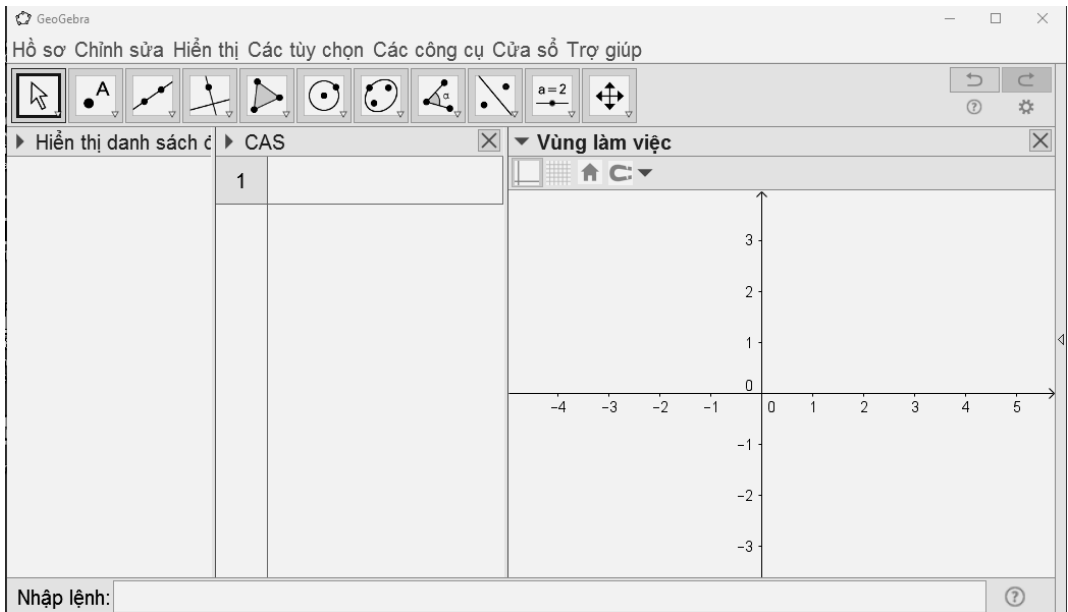 GeoGebra
Hồ sơ Chỉnh sửa Hiển thị Các tùy chọn Các công cụ Cửa sổ Trợ giúp
A α a=2
Hiển thị danh sách
CAS
Vùng làm việc
1
3
2
1
0
-4 -3 -2 -1 0 1 2 3 4 5
-1
-2
-3
Nhập lệnh: